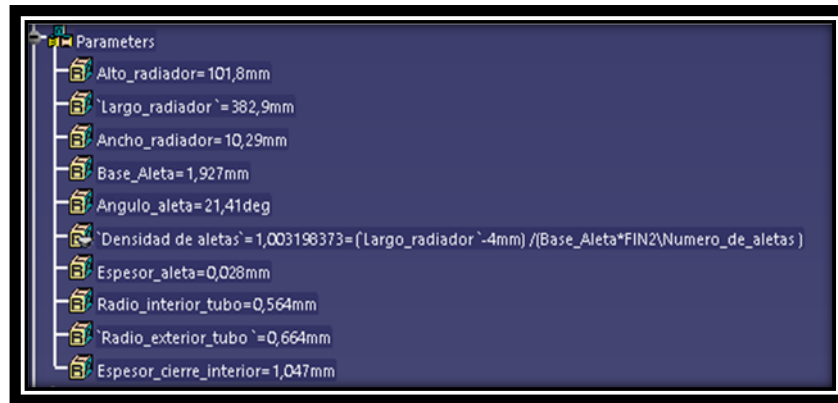 Parameters
Alto_radiador=101,8mm
`Largo_radiador`=382,9mm
Ancho_radiador=10,29mm
Base_Aleta=1,927mm
Angulo_aleta=21,41deg
`Densidad de aletas`=1,003198373=(`Largo_radiador`-4mm) /(Base_Aleta*FIN2\Numero_de_aletas )
Espesor_aleta=0,028mm
Radio_interior_tubo=0,564mm
`Radio_exterior_tubo `=0,664mm
Espesor_cierre_interior=1,047mm